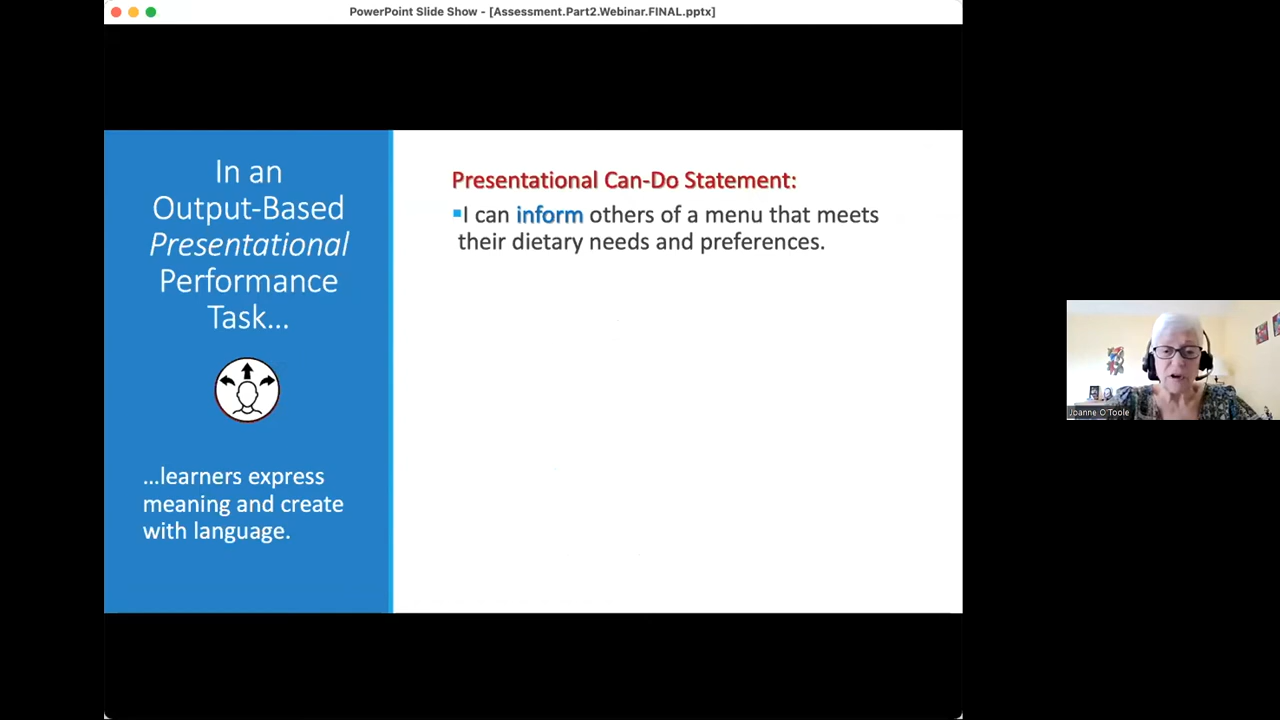 PowerPoint Slide Show - [Assessment.Part2.Webinar.FINAL.pptx]
In an
Output-Based
Presentational
Performance
Task...
...learners express
meaning and create
with language.
Presentational Can-Do Statement:
▪I can inform others of a menu that meets
their dietary needs and preferences.
Joanne O'Toole